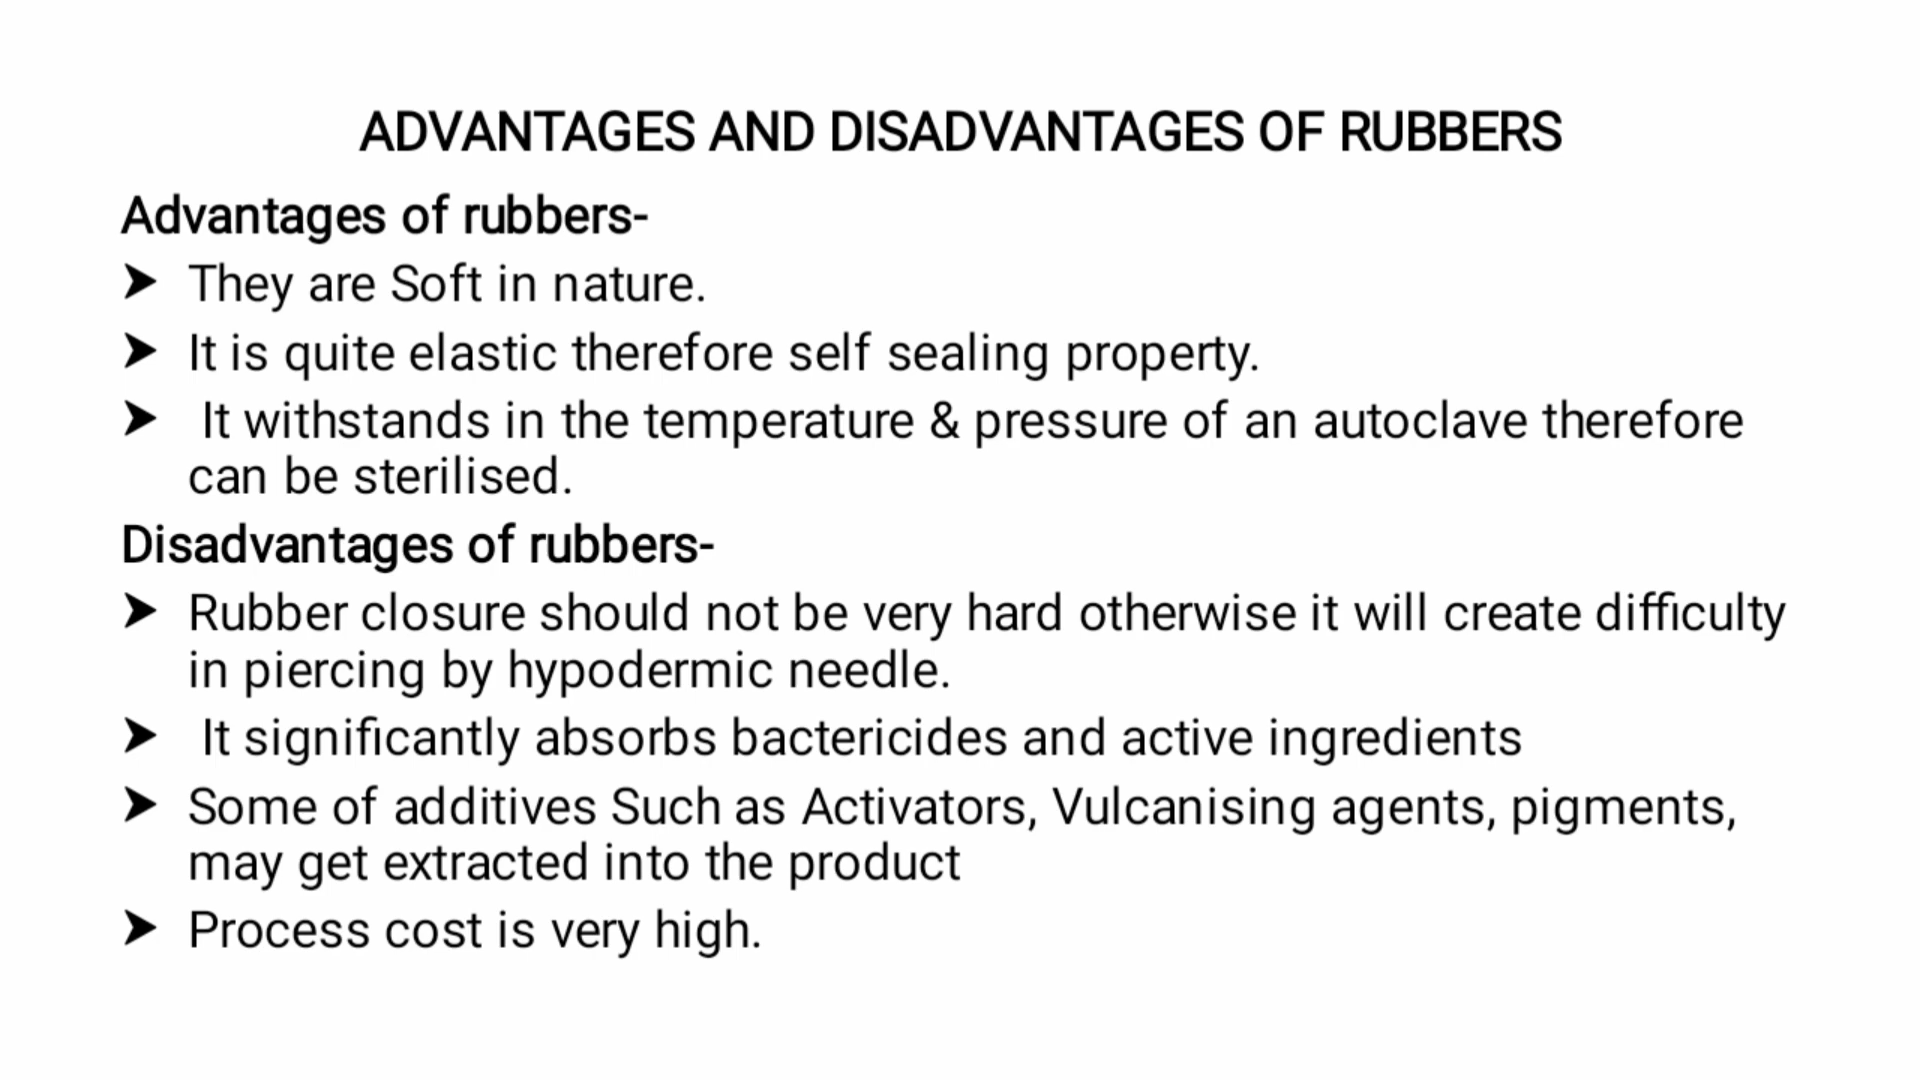 ADVANTAGES AND DISADVANTAGES OF RUBBERS
Advantages of rubbers-
➤ They are Soft in nature.
➤ It is quite elastic therefore self sealing property.
➤ It withstands in the temperature & pressure of an autoclave therefore
can be sterilised.
Disadvantages of rubbers-
➤ Rubber closure should not be very hard otherwise it will create difficulty
in piercing by hypodermic needle.
➤ It significantly absorbs bactericides and active ingredients
➤ Some of additives Such as Activators, Vulcanising agents, pigments,
may get extracted into the product
➤ Process cost is very high.